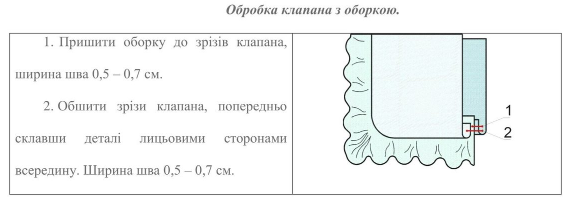 Обробка клапана з оборкою.
1. Пришити оборку до зрізів клапана,
ширина шва 0,5 – 0,7 см.
2. Обшити зрізи клапана, попередньо
склавши деталі лицьовими сторонами
всередину. Ширина шва 0,5 – 0,7 см.
1
2